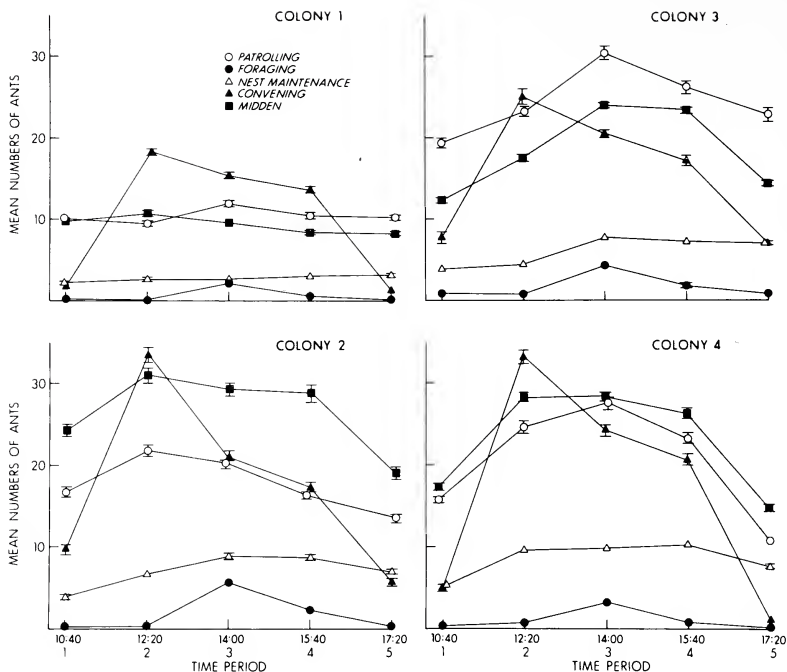 COLONY 1
COLONY 3
30
20
10
MEAN NUMBERS OF ANTS
PATROLLING
FORAGING
NEST MAINTENANCE
CONVENING
MIDDEN
COLONY 2
COLONY 4
30
20
10
MEAN NUMBERS OF ANTS
10:40 12:20 14:00 15:40 17:20
1 2 3 4 5
TIME PERIOD
10:40 12:20 14:00 15:40 17:20
1 2 3 4 5
TIME PERIOD